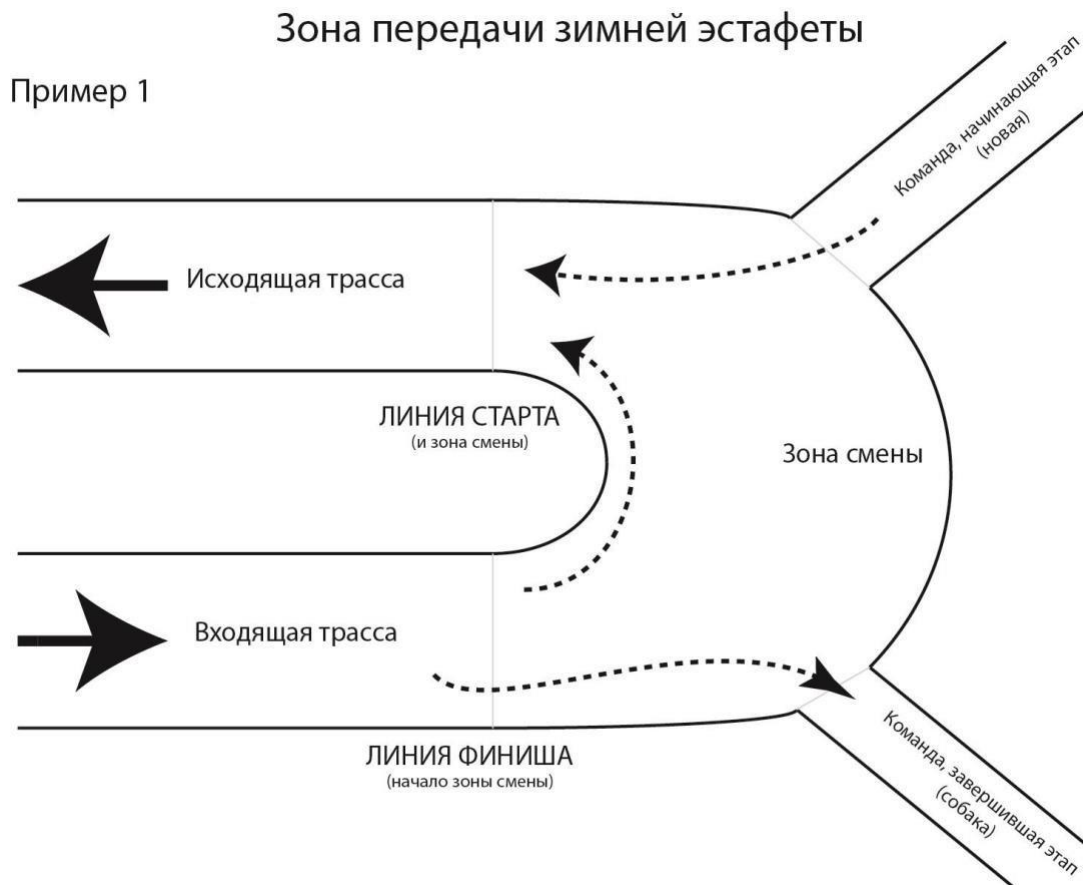 Зона передачи зимней эстафеты
Пример 1
Команда, начинающая этап
(новая)
Исходящая трасса
ЛИНИЯ СТАРТА
(и зона смены)
Зона смены
Входящая трасса
ЛИНИЯ ФИНИША
(начало зоны смены)
Команда, завершившая этап
(собака)